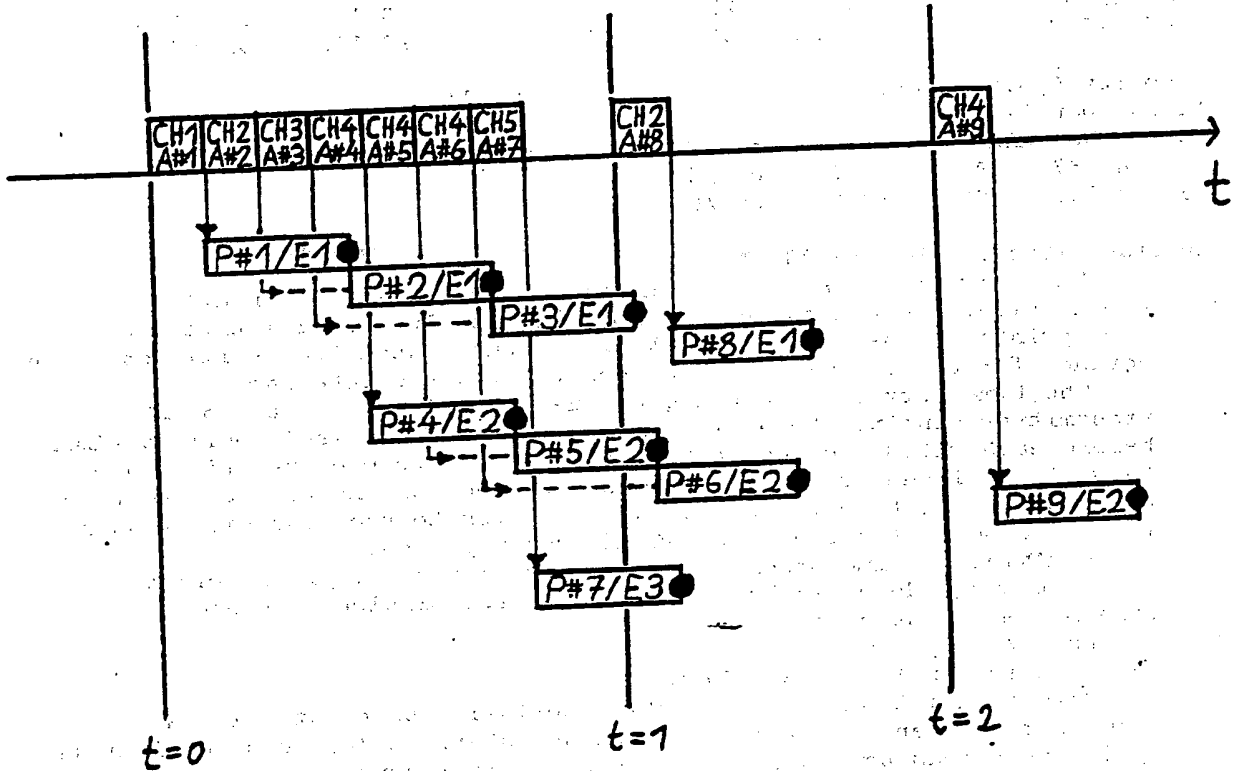 CH1 CH2 CH3 CH4 CH4 CH4 CH5
A#1 A#2 A#3 A#4 A#5 A#6 A#7
CH2
A#8
CH4
A#9
t
P#1/E1
P#2/E1
P#3/E1
P#8/E1
P#4/E2
P#5/E2
P#6/E2
P#9/E2
P#7/E3
t=0
t=1
t=2